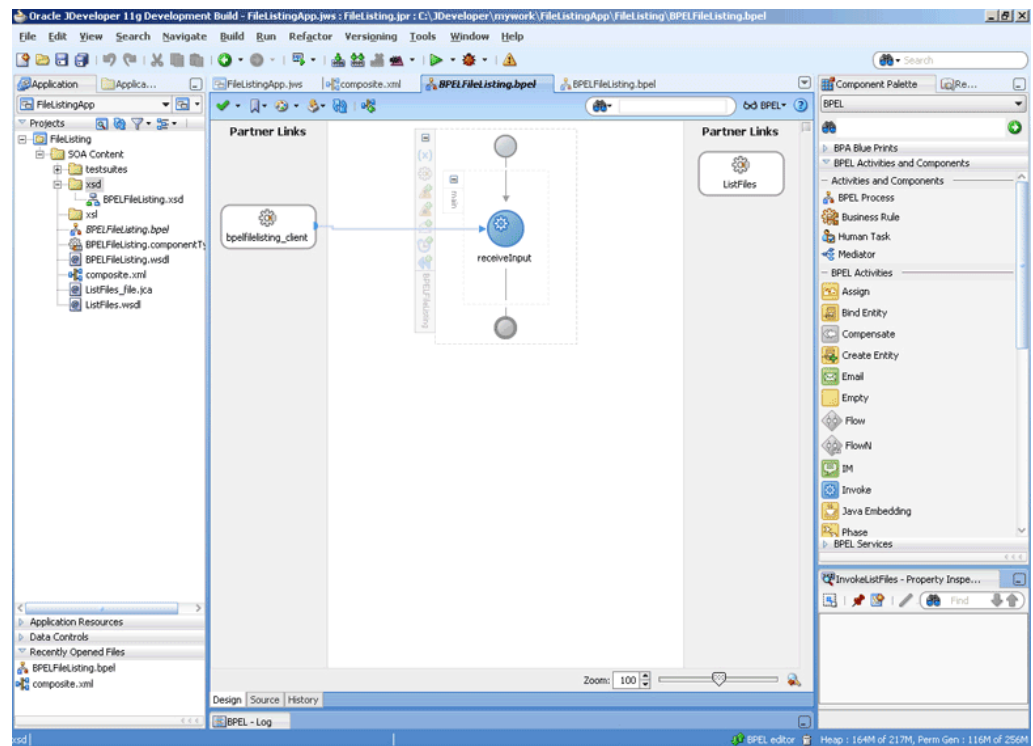 Oracle JDeveloper 11g Development Build - FileListingApp.jws : FileListing.jpr : C:\JDeveloper\mywork\FileListingApp\FileListing\BPELFileListing.bpel
File Edit View Search Navigate Build Run Refactor Versigning Tools Window Help
Search
Application
Applica...
FileListingApp
Projects
FileListing
SOA Content
testsuites
xsd
BPELFileListing.xsd
xsl
BPELFileListing.bpel
BPELFileListing.componentTy
BPELFileListing.wsdl
composite.xml
ListFiles_file.jca
ListFiles.wsdl
Application Resources
Data Controls
Recently Opened Files
BPELFileListing.bpel
composite.xml
FileListingApp.jws
composite.xml
BPELFileListing.bpel
BPELFileListing.bpel
BPEL
Partner Links
bpelfilelisting_client
main
receiveInput
BPELFileListing
Partner Links
ListFiles
Zoom: 100
Design Source History
BPEL - Log
Component Palette
Re...
BPEL
BPA Blue Prints
BPEL Activities and Components
Activities and Components
BPEL Process
Business Rule
Human Task
Mediator
BPEL Activities
Assign
Bind Entity
Compensate
Create Entity
Email
Empty
Flow
FlowN
IM
Invoke
Java Embedding
Phase
BPEL Services
InvokeListFiles - Property Inspe...
Find
xsd
BPEL editor
Heap : 164M of 217M, Perm Gen : 116M of 256M